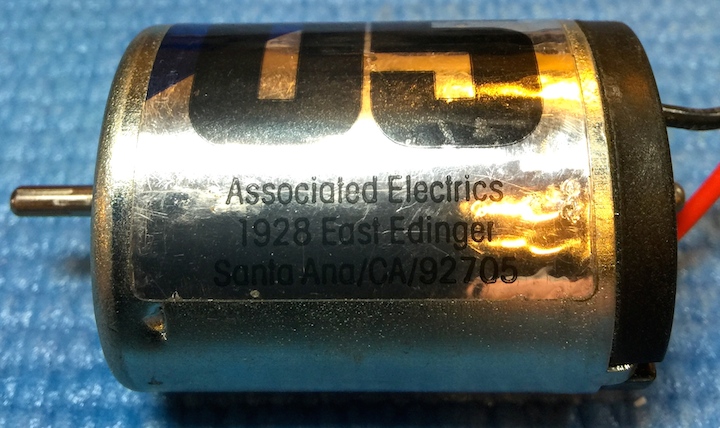 Associated Electrics
1928 East Edinger
Santa Ana/CA/92705